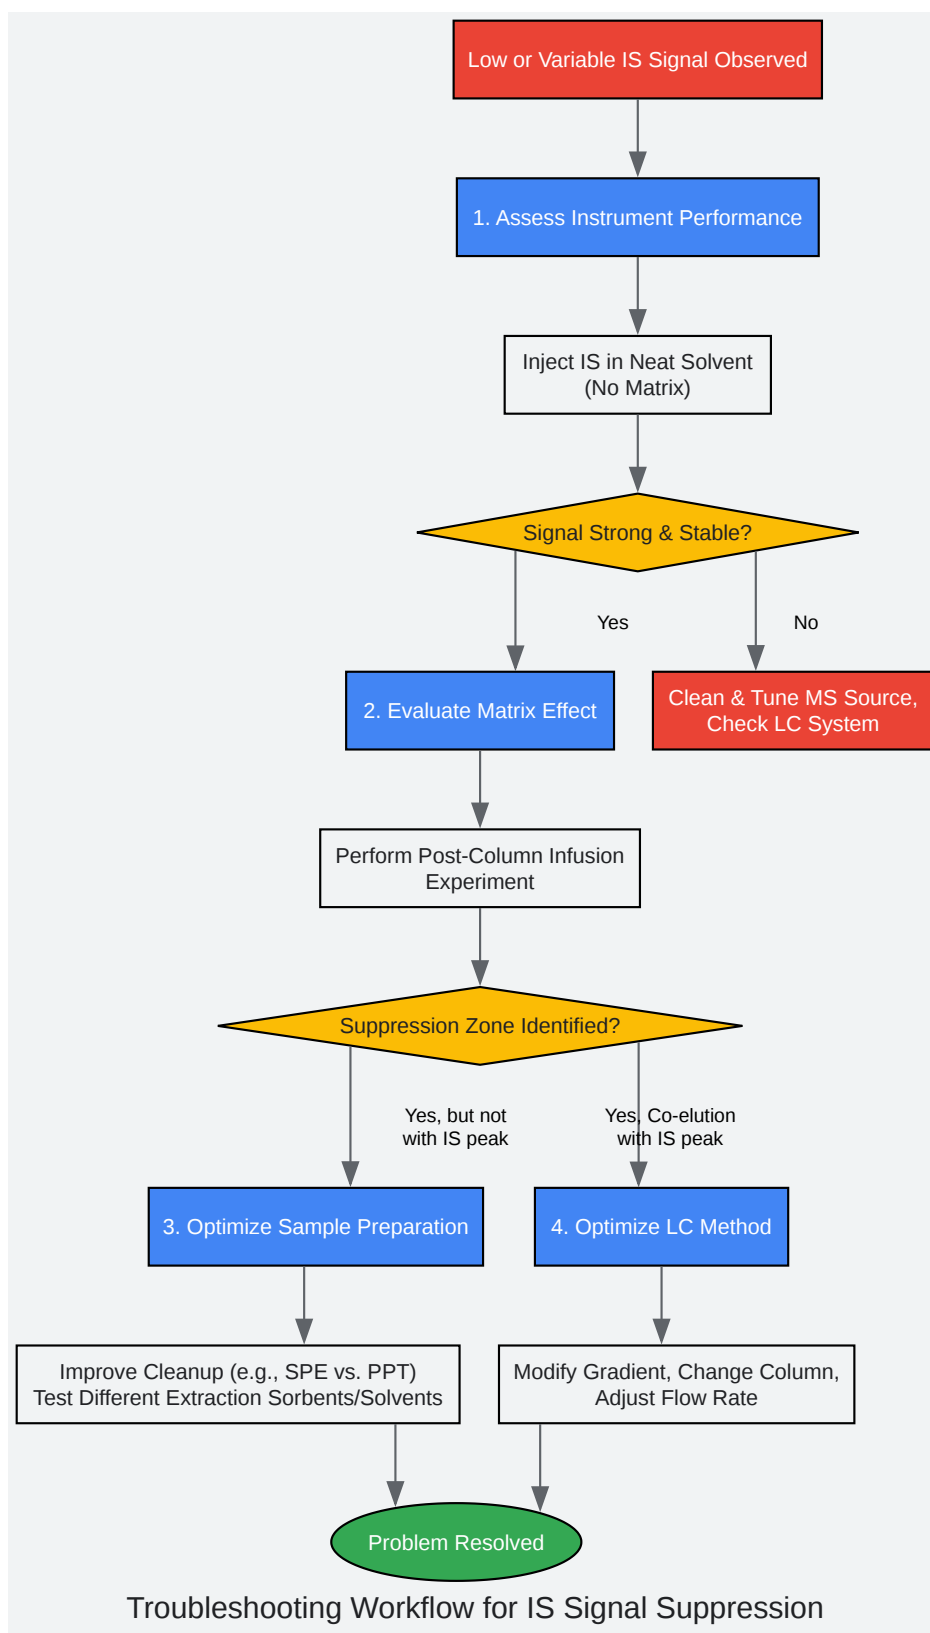 Low or Variable IS Signal Observed
1. Assess Instrument Performance
Inject IS in Neat Solvent
(No Matrix)
Signal Strong & Stable?
Yes
No
2. Evaluate Matrix Effect
Clean & Tune MS Source,
Check LC System
Perform Post-Column Infusion
Experiment
Suppression Zone Identified?
Yes, but not
with IS peak
Yes, Co-elution
with IS peak
3. Optimize Sample Preparation
4. Optimize LC Method
Improve Cleanup (e.g., SPE vs. PPT)
Test Different Extraction Sorbents/Solvents
Modify Gradient, Change Column,
Adjust Flow Rate
Problem Resolved
Troubleshooting Workflow for IS Signal Suppression